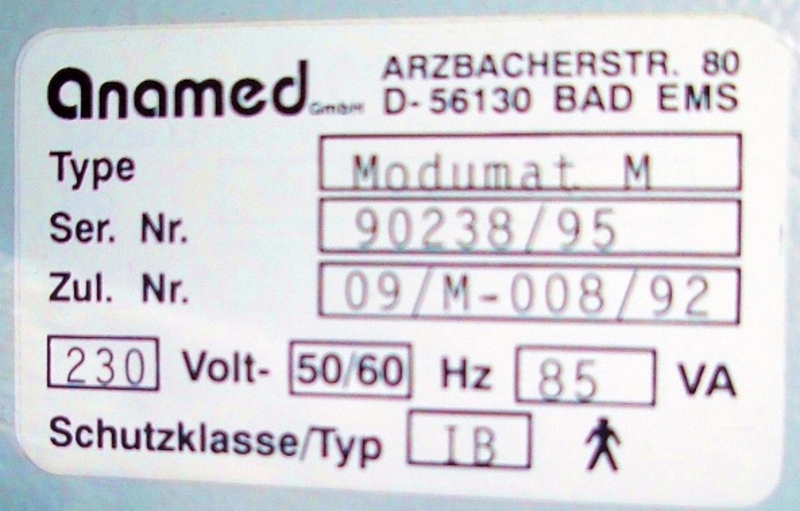 anamed GmbH ARZBACHERSTR. 80
D-56130 BAD EMS
Type Modumat M
Ser. Nr. 90238/95
Zul. Nr. 09/M-008/92
230 Volt- 50/60 Hz 85 VA
Schutzklasse/Typ IB